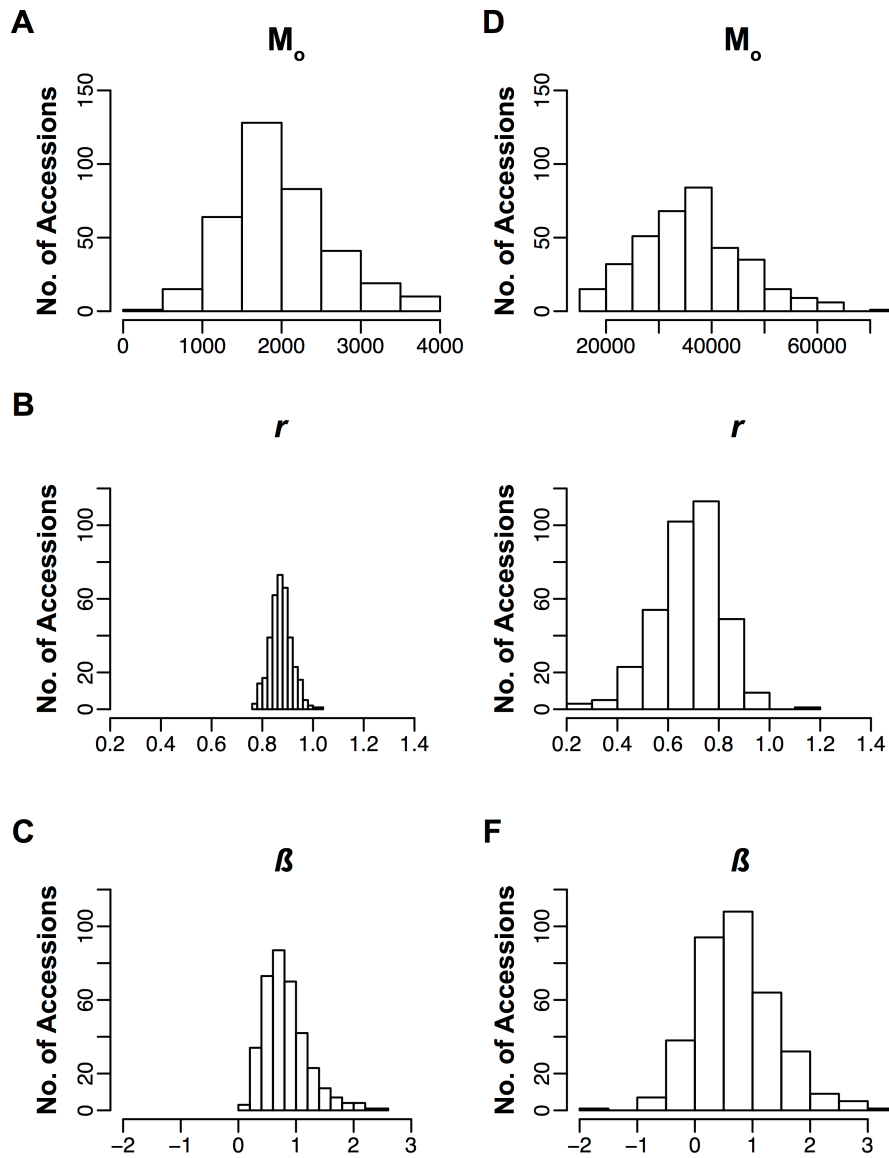 A
M₀
No. of Accessions
0 50 100 150
0 1000 2000 3000 4000
D
M₀
No. of Accessions
0 50 100 150
20000 40000 60000
B
r
No. of Accessions
0 20 60 100
0.2 0.4 0.6 0.8 1.0 1.2 1.4
r
No. of Accessions
0 20 60 100
0.2 0.4 0.6 0.8 1.0 1.2 1.4
C
ß
No. of Accessions
0 20 60 100
−2 −1 0 1 2 3
F
ß
No. of Accessions
0 20 60 100
−2 −1 0 1 2 3